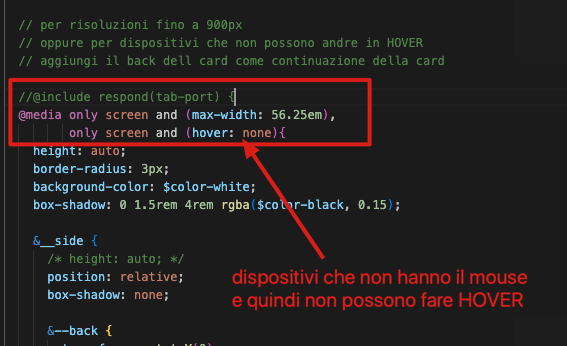 // per risoluzioni fino a 900px
// oppure per dispositivi che non possono andre in HOVER
// aggiungi il back dell card come continuazione della card
//@include respond(tab-port) {
@media only screen and (max-width: 56.25em),
only screen and (hover: none){
height: auto;
border-radius: 3px;
background-color: $color-white;
box-shadow: 0 1.5rem 4rem rgba($color-black, 0.15);
&__side {
/* height: auto; */
position: relative;
box-shadow: none;
dispositivi che non hanno il mouse
e quindi non possono fare HOVER
&--back {